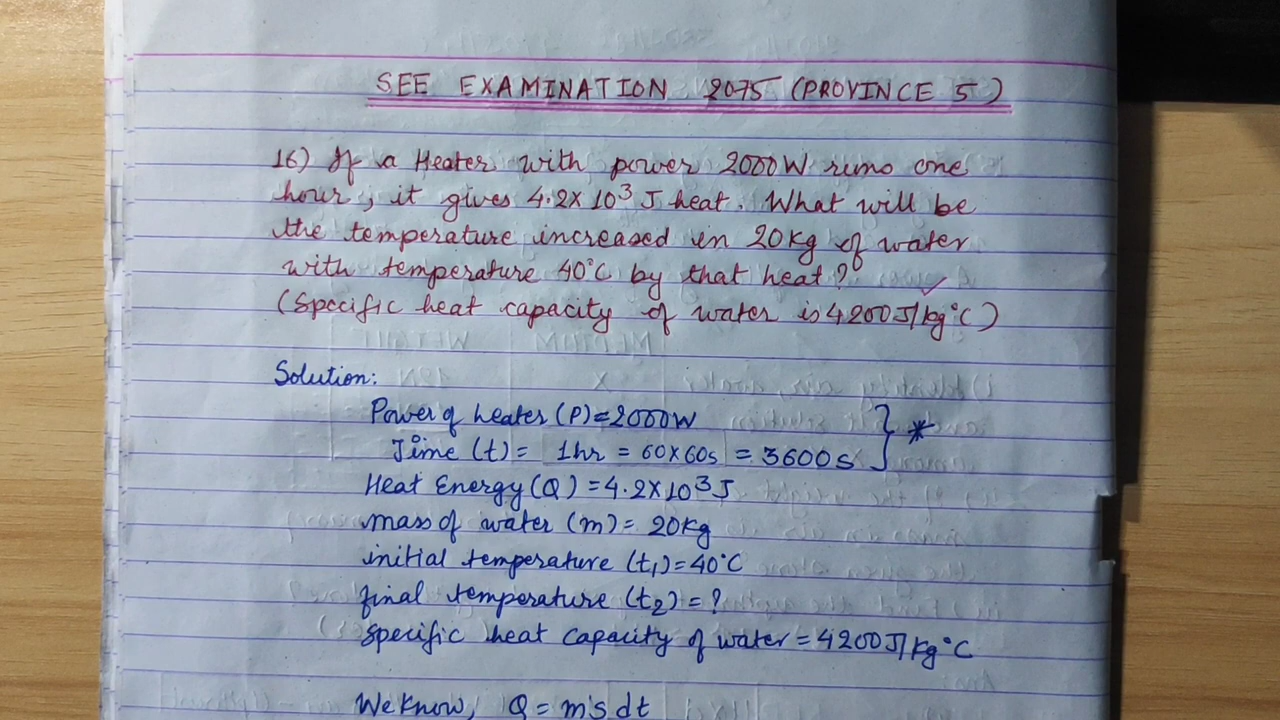 SEE EXAMINATION 2075 (PROVINCE 5)
16) If a Heater with power 2000W runs one
hour, it gives 4.2X10³ J heat. What will be
the temperature increased in 20kg of water
with temperature 40°C by that heat?
(Specific heat capacity of water is 4200J/kg°C)
Solution:
Power of heater (P) = 2000W
Time (t) = 1hr = 60X60s = 3600s } *
Heat Energy (Q) = 4.2X10³J
mass of water (m) = 20kg
initial temperature (t₁) = 40°C
final temperature (t₂) = ?
specific heat capacity of water = 4200J/kg°C
We Know, Q = msdt